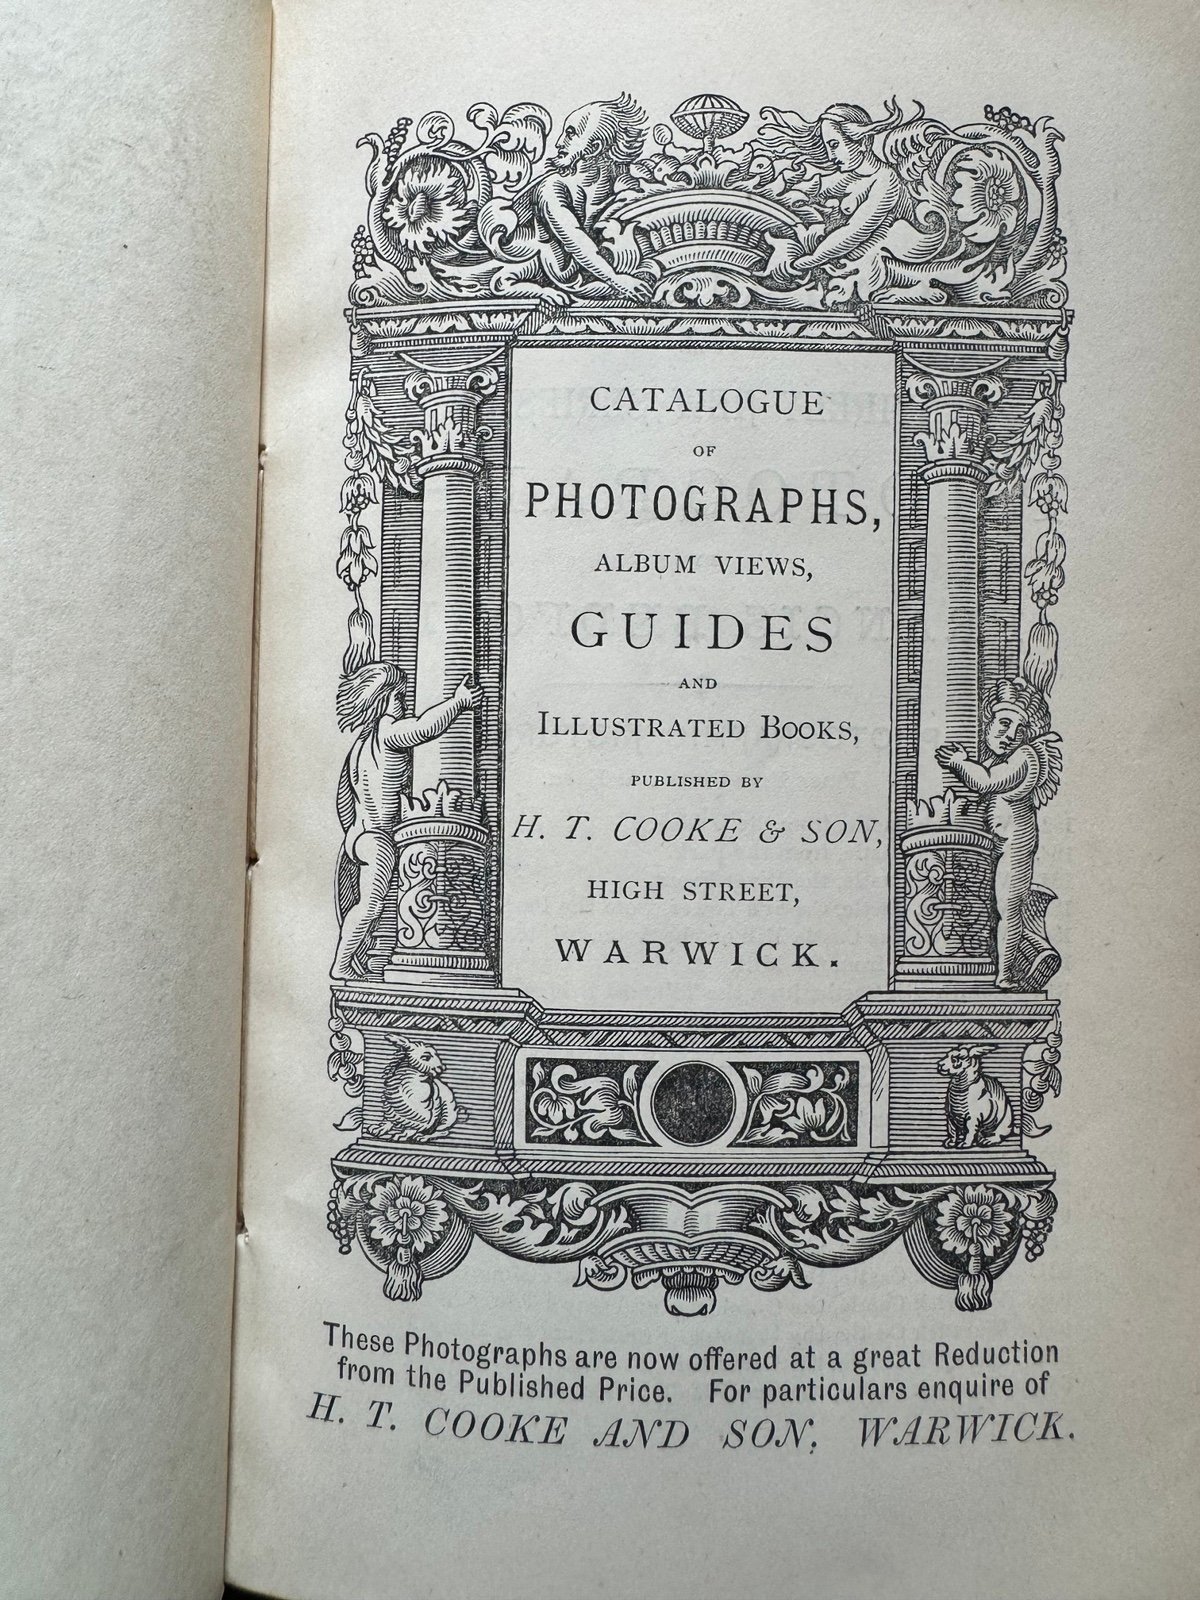 CATALOGUE
OF
PHOTOGRAPHS,
ALBUM VIEWS,
GUIDES
AND
ILLUSTRATED BOOKS,
PUBLISHED BY
H. T. COOKE & SON,
HIGH STREET,
WARWICK.
These Photographs are now offered at a great Reduction
from the Published Price. For particulars enquire of
H. T. COOKE AND SON, WARWICK.